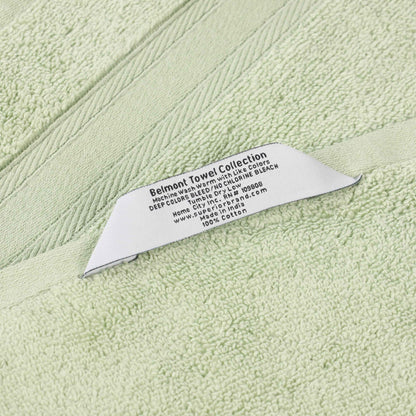 Belmont Towel Collection
Machine Wash Warm with Like Colors
DEEP COLORS BLEED/NO CHLORINE BLEACH
Tumble Dry Low
Home City Inc. RN# 109000
www.superiorbrand.com
Made in India
100% Cotton